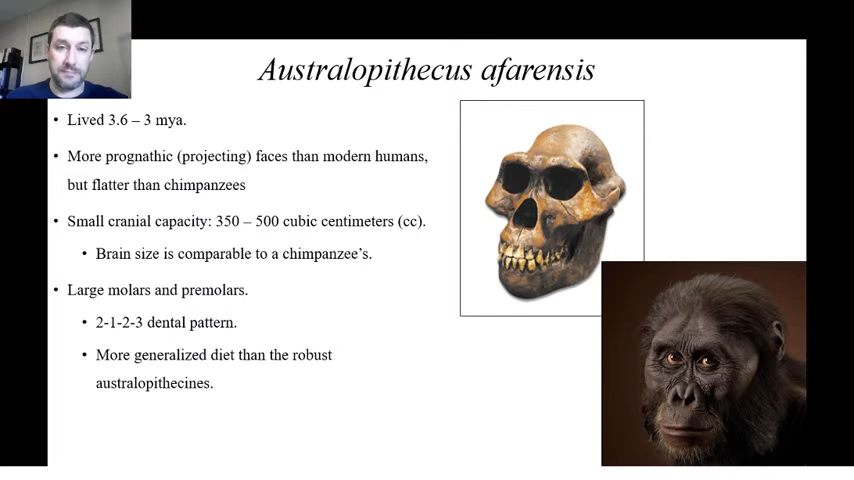 Australopithecus afarensis
• Lived 3.6 – 3 mya.
• More prognathic (projecting) faces than modern humans,
but flatter than chimpanzees
• Small cranial capacity: 350 – 500 cubic centimeters (cc).
• Brain size is comparable to a chimpanzee’s.
• Large molars and premolars.
• 2-1-2-3 dental pattern.
• More generalized diet than the robust
australopithecines.